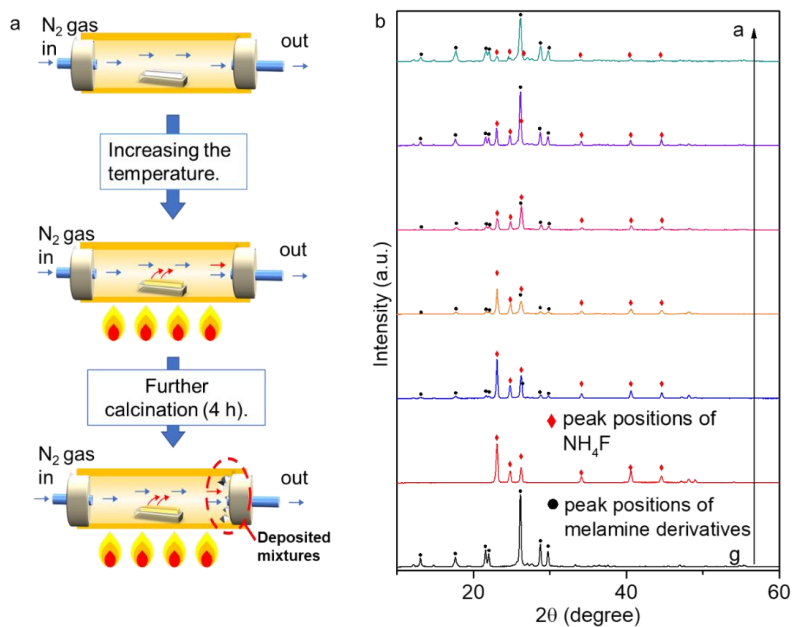 a
N₂ gas
in
out
Increasing the
temperature.
N₂ gas
in
out
Further
calcination (4 h).
N₂ gas
in
out
Deposited
mixtures
b
Intensity (a.u.)
a
peak positions of
NH₄F
peak positions of
melamine derivatives
g
20 40 60
2θ (degree)